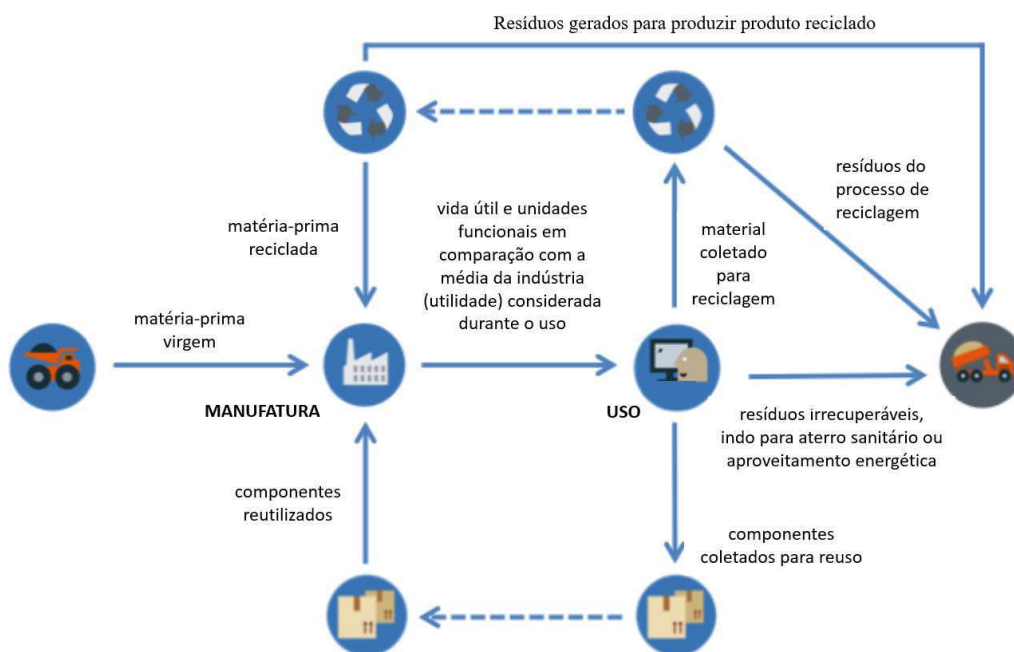 Resíduos gerados para produzir produto reciclado
resíduos do
processo de
reciclagem
vida útil e unidades
funcionais em
comparação com a
média da indústria
(utilidade) considerada
durante o uso
matéria-prima
reciclada
material
coletado
para
reciclagem
matéria-prima
virgem
MANUFATURA
USO
resíduos irrecuperáveis,
indo para aterro sanitário ou
aproveitamento energética
componentes
reutilizados
componentes
coletados para reuso